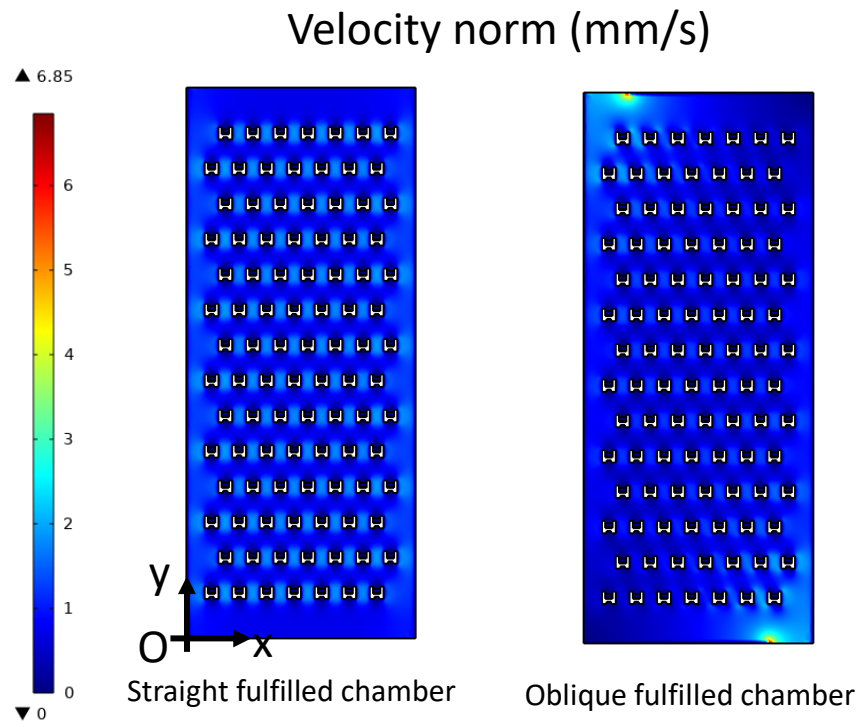 Velocity norm (mm/s)
▲ 6.85
6
5
4
3
2
1
0
▼ 0
y
O
x
Straight fulfilled chamber
Oblique fulfilled chamber